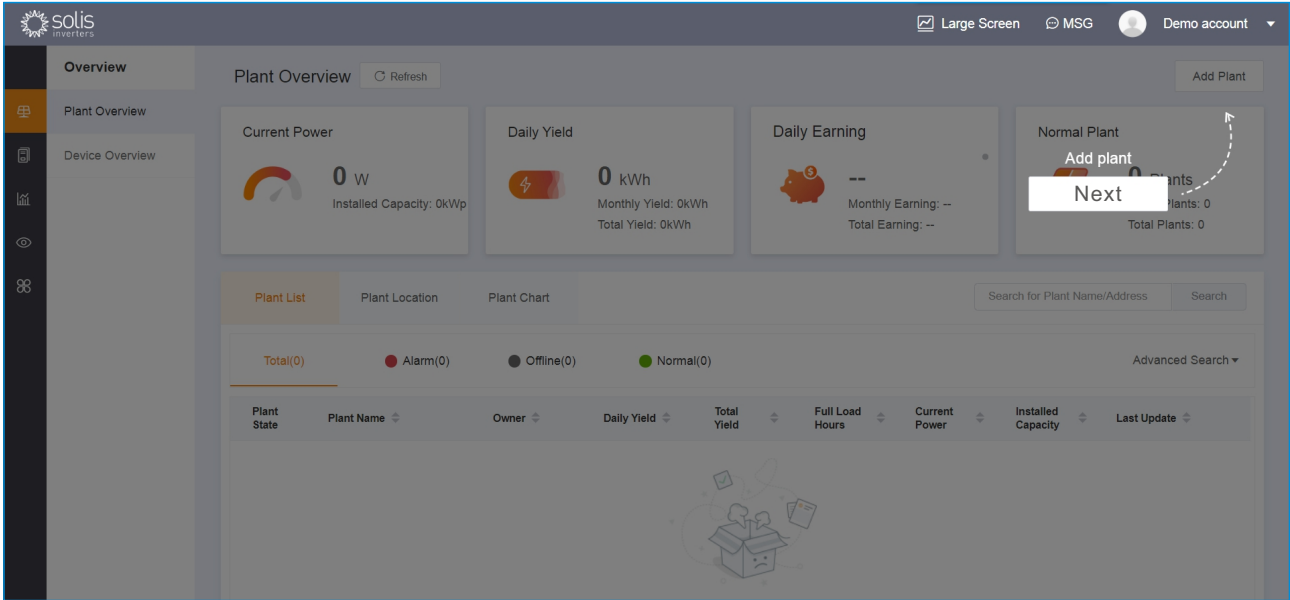 solis
inverters
Large Screen
MSG
Demo account
Overview
Plant Overview
Device Overview
Plant Overview
Refresh
Add Plant
Current Power
0 W
Installed Capacity: 0kWp
Daily Yield
0 kWh
Monthly Yield: 0kWh
Total Yield: 0kWh
Daily Earning
--
Monthly Earning: --
Total Earning: --
Normal Plant
Add plant
Next
0 Plants
Plants: 0
Total Plants: 0
Plant List
Plant Location
Plant Chart
Search for Plant Name/Address
Search
Total(0)
Alarm(0)
Offline(0)
Normal(0)
Advanced Search
Plant
State
Plant Name
Owner
Daily Yield
Total
Yield
Full Load
Hours
Current
Power
Installed
Capacity
Last Update